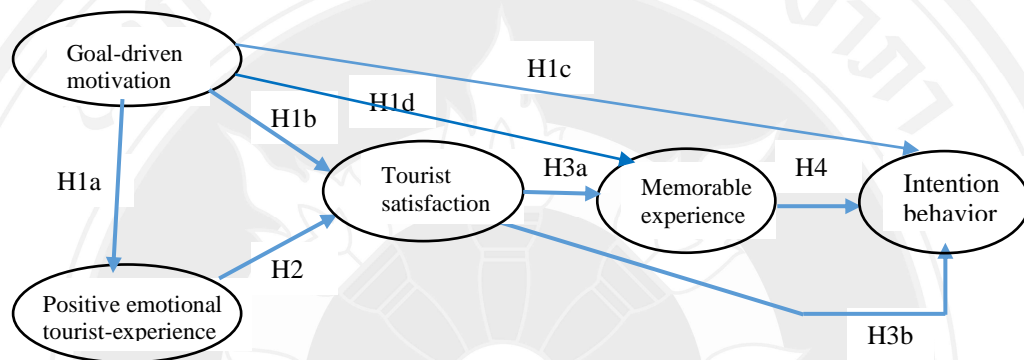 Goal-driven
motivation
H1c
H1d
H1b
H1a
Tourist
satisfaction
H3a
Memorable
experience
H4
Intention
behavior
H2
Positive emotional
tourist-experience
H3b